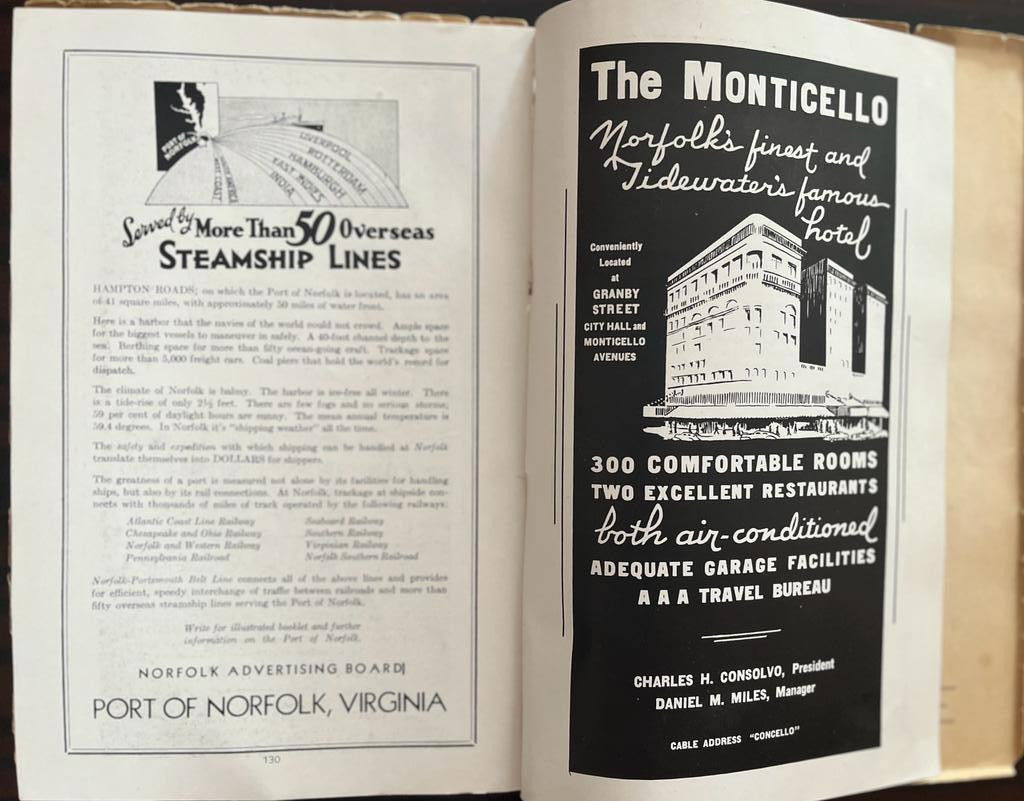 PORT OF
NORFOLK
LIVERPOOL
ROTTERDAM
HAMBURGH
EAST INDIES
INDIA
WEST COAST
Served by More Than 50 Overseas
STEAMSHIP LINES
HAMPTON ROADS; on which the Port of Norfolk is located, has an area
of 41 square miles, with approximately 50 miles of water front.
Here is a harbor that the navies of the world could not crowd. Ample space
for the biggest vessels to maneuver in safely. A 40-foot channel depth to the
sea. Berthing space for more than fifty ocean-going craft. Trackage space
for more than 5,000 freight cars. Coal piers that hold the world's record for
dispatch.
The climate of Norfolk is balmy. The harbor is ice-free all winter. There
is a tide-rise of only 2½ feet. There are few fogs and no serious storms;
59 per cent of daylight hours are sunny. The mean annual temperature is
59.4 degrees. In Norfolk it's "shipping weather" all the time.
The safety and expedition with which shipping can be handled at Norfolk
translate themselves into DOLLARS for shippers.
The greatness of a port is measured not alone by its facilities for handling
ships, but also by its rail connections. At Norfolk, trackage at shipside con-
nects with thousands of miles of track operated by the following railways:
Atlantic Coast Line Railway
Chesapeake and Ohio Railway
Norfolk and Western Railway
Pennsylvania Railroad
Seaboard Railway
Southern Railway
Virginian Railway
Norfolk Southern Railroad
Norfolk-Portsmouth Belt Line connects all of the above lines and provides
for efficient, speedy interchange of traffic between railroads and more than
fifty overseas steamship lines serving the Port of Norfolk.
Write for illustrated booklet and further
information on the Port of Norfolk.
NORFOLK ADVERTISING BOARD
PORT OF NORFOLK, VIRGINIA
130
The MONTICELLO
Norfolk's finest and
Tidewater's famous
hotel
Conveniently
Located
at
GRANBY
STREET
CITY HALL and
MONTICELLO
AVENUES
300 COMFORTABLE ROOMS
TWO EXCELLENT RESTAURANTS
both air-conditioned
ADEQUATE GARAGE FACILITIES
A A A TRAVEL BUREAU
CHARLES H. CONSOLVO, President
DANIEL M. MILES, Manager
CABLE ADDRESS "CONCELLO"